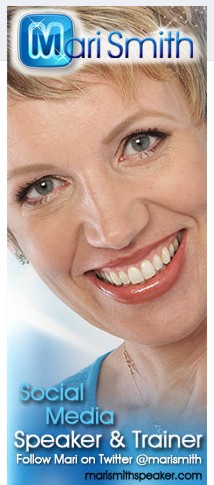 Mari Smith
Social
Media
Speaker & Trainer
Follow Mari on Twitter @marismith
marismithspeaker.com